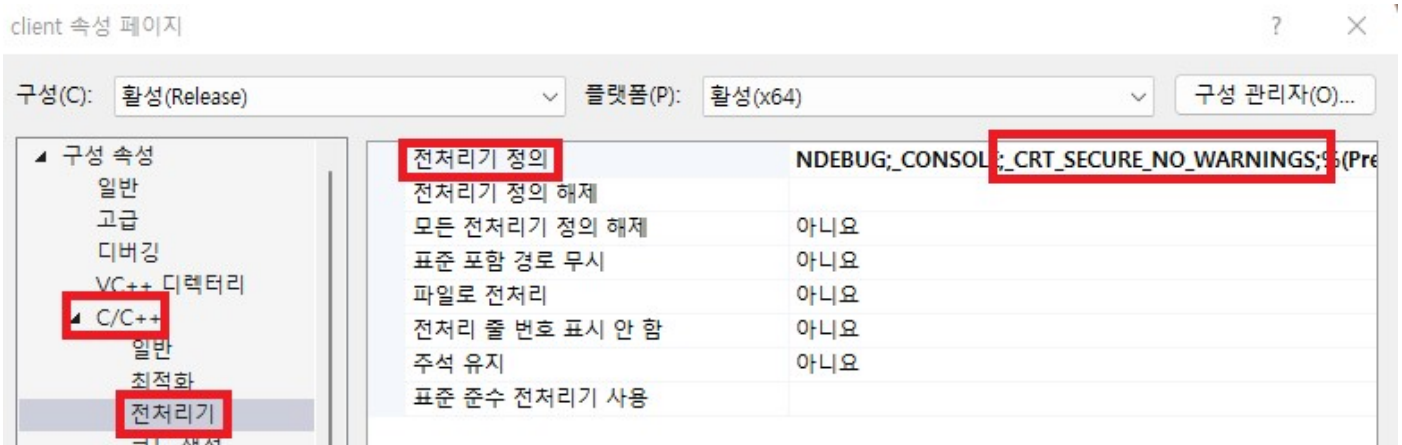 client 속성 페이지 ? ×
구성(C): 활성(Release) 플랫폼(P): 활성(x64) 구성 관리자(O)...
구성 속성
일반
고급
디버깅
VC++ 디렉터리
C/C++
일반
최적화
전처리기
전처리기 정의 NDEBUG;_CONSOLE;_CRT_SECURE_NO_WARNINGS;%(Pre
전처리기 정의 해제
모든 전처리기 정의 해제 아니요
표준 포함 경로 무시 아니요
파일로 전처리 아니요
전처리 줄 번호 표시 안 함 아니요
주석 유지 아니요
표준 준수 전처리기 사용